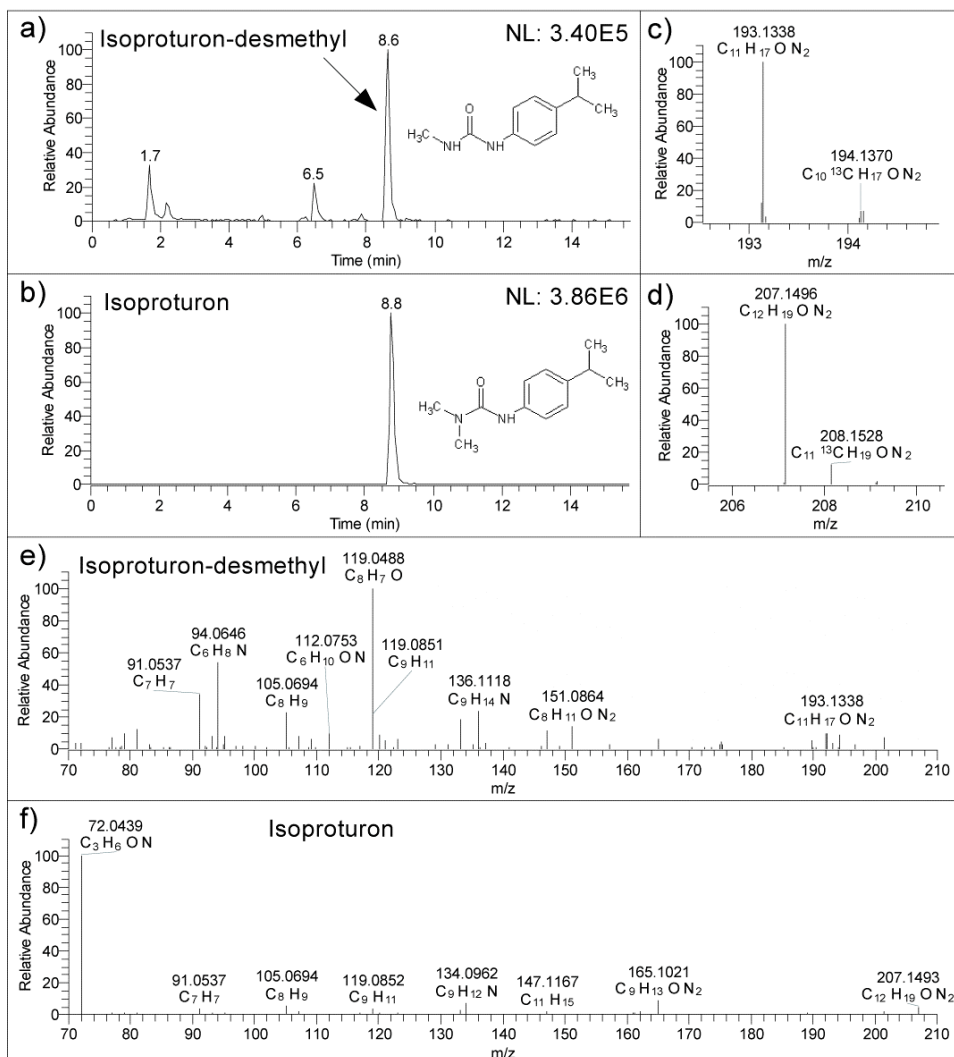 a)
Isoproturon-desmethyl
NL: 3.40E5
Relative Abundance
100
80
60
40
20
0
8.6
1.7
6.5
H₃C
NH
O
NH
CH₃
CH₃
0 2 4 6 8 10 12 14
Time (min)
c)
193.1338
C₁₁ H₁₇ O N₂
Relative Abundance
100
80
60
40
20
0
194.1370
C₁₀ ¹³C H₁₇ O N₂
193 194
m/z
b)
Isoproturon
NL: 3.86E6
Relative Abundance
100
80
60
40
20
0
8.8
H₃C
N
CH₃
O
NH
CH₃
CH₃
0 2 4 6 8 10 12 14
Time (min)
d)
207.1496
C₁₂ H₁₉ O N₂
Relative Abundance
100
80
60
40
20
0
208.1528
C₁₁ ¹³C H₁₉ O N₂
206 208 210
m/z
e)
Isoproturon-desmethyl
Relative Abundance
100
80
60
40
20
0
119.0488
C₈ H₇ O
94.0646
C₆ H₈ N
91.0537
C₇ H₇
105.0694
C₈ H₉
112.0753
C₆ H₁₀ O N
119.0851
C₉ H₁₁
136.1118
C₉ H₁₄ N
151.0864
C₈ H₁₁ O N₂
193.1338
C₁₁ H₁₇ O N₂
70 80 90 100 110 120 130 140 150 160 170 180 190 200 210
m/z
f)
Isoproturon
Relative Abundance
100
80
60
40
20
0
72.0439
C₃ H₆ O N
91.0537
C₇ H₇
105.0694
C₈ H₉
119.0852
C₉ H₁₁
134.0962
C₉ H₁₂ N
147.1167
C₁₁ H₁₅
165.1021
C₉ H₁₃ O N₂
207.1493
C₁₂ H₁₉ O N₂
70 80 90 100 110 120 130 140 150 160 170 180 190 200 210
m/z